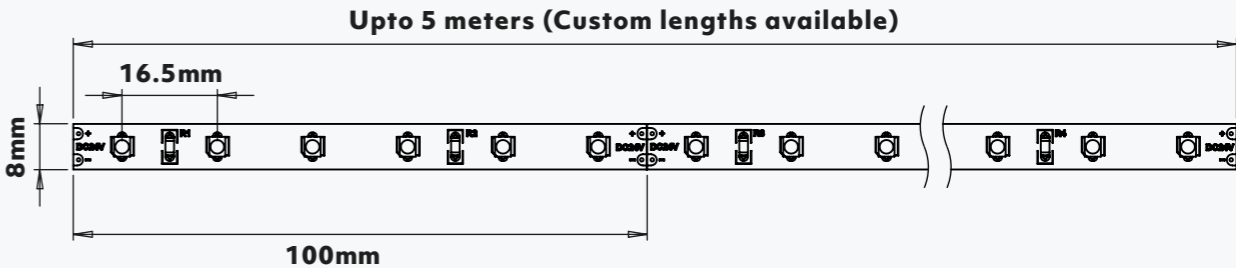 Upto 5 meters (Custom lengths available)
16.5mm
8mm
+ R1 R2 + + R3 R4 +
DC24V DC24V DC24V DC24V
- - - -
100mm